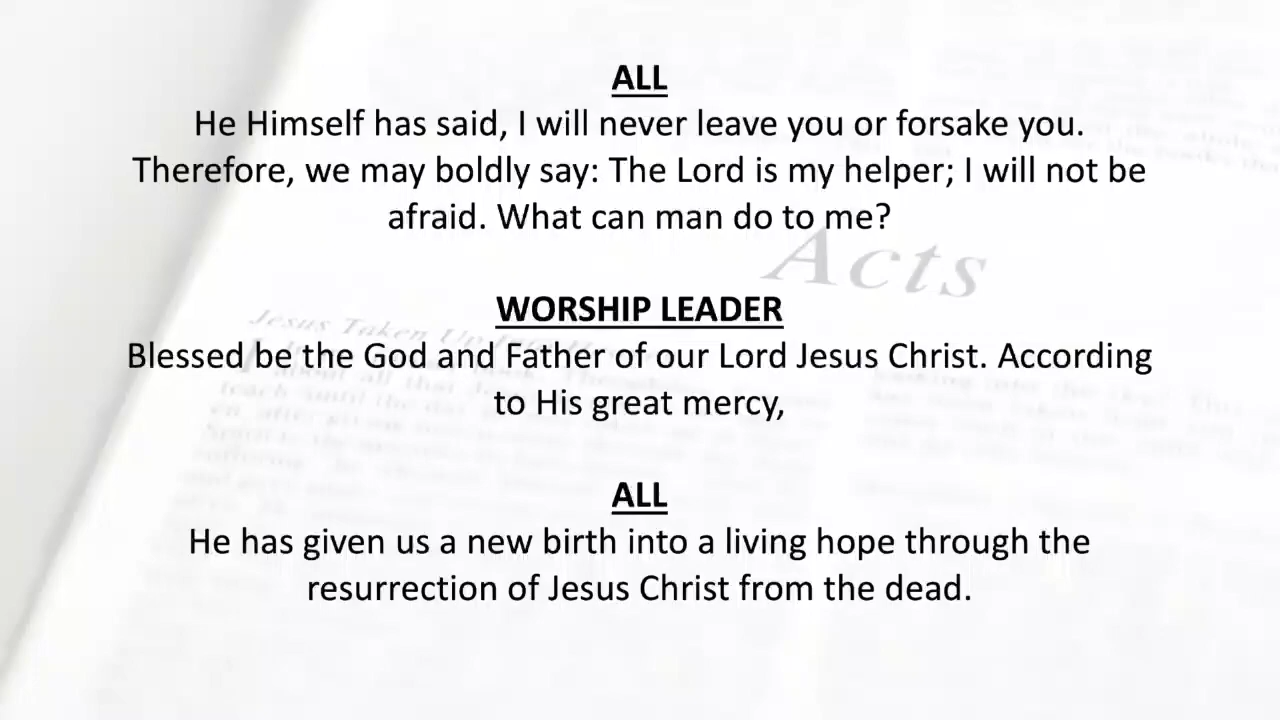 ALL
He Himself has said, I will never leave you or forsake you.
Therefore, we may boldly say: The Lord is my helper; I will not be
afraid. What can man do to me?
Acts
WORSHIP LEADER
Jesus Taken Up
Blessed be the God and Father of our Lord Jesus Christ. According
to His great mercy,
ALL
He has given us a new birth into a living hope through the
resurrection of Jesus Christ from the dead.